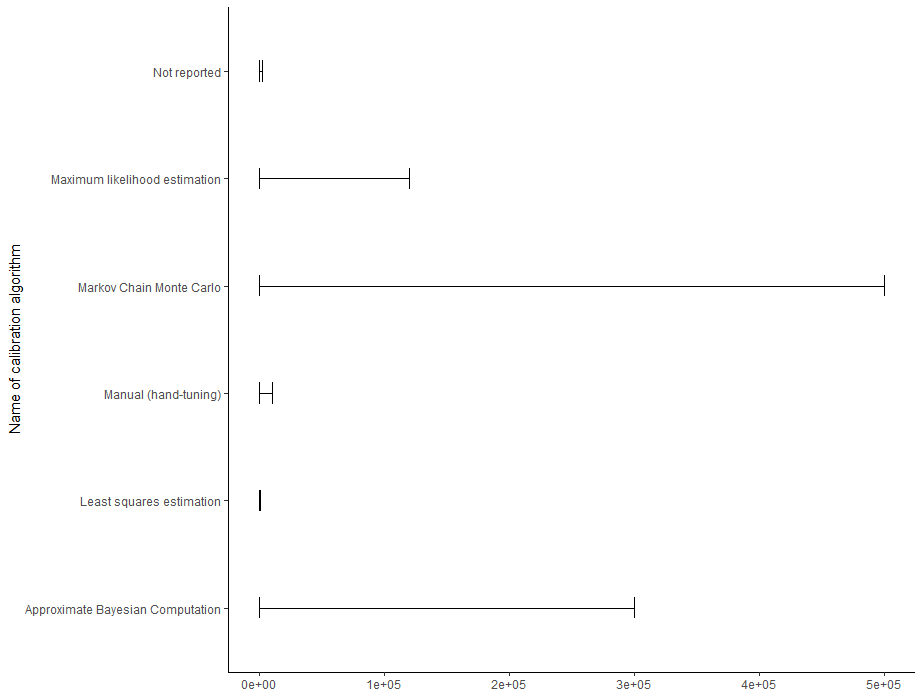 Name of calibration algorithm
Not reported
Maximum likelihood estimation
Markov Chain Monte Carlo
Manual (hand-tuning)
Least squares estimation
Approximate Bayesian Computation
0e+00 1e+05 2e+05 3e+05 4e+05 5e+05